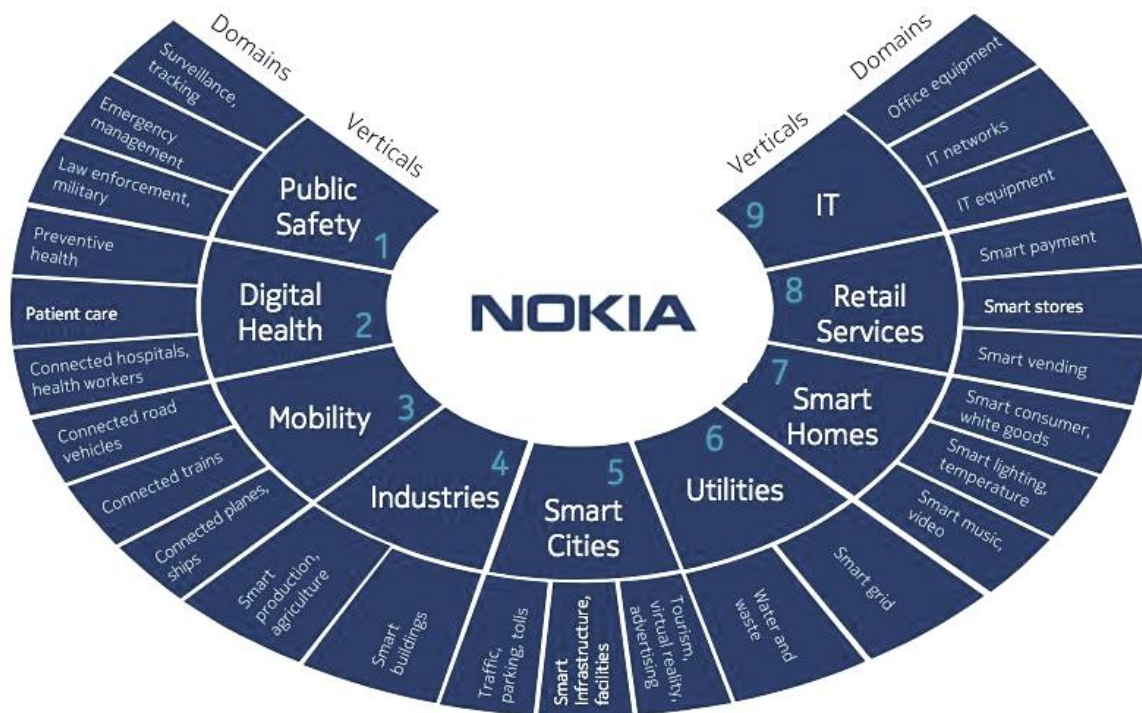 Domains
Verticals
Surveillance,
tracking
Emergency
management
Law enforcement,
military
Public
Safety
1
Preventive
health
Patient care
Connected hospitals,
health workers
Digital
Health
2
Connected road
vehicles
Connected trains
Connected planes,
ships
Mobility
3
Smart
production,
agriculture
Smart
buildings
Industries
4
Traffic,
parking, tolls
Smart
Infrastructure,
facilities
Tourism,
virtual reality,
advertising
Smart
Cities
5
Water and
waste
Smart grid
Utilities
6
Smart music,
video
Smart lighting,
temperature
Smart consumer,
white goods
Smart
Homes
7
Smart vending
Smart stores
Smart payment
Retail
Services
8
IT equipment
IT networks
Office equipment
IT
9
Verticals
Domains
NOKIA